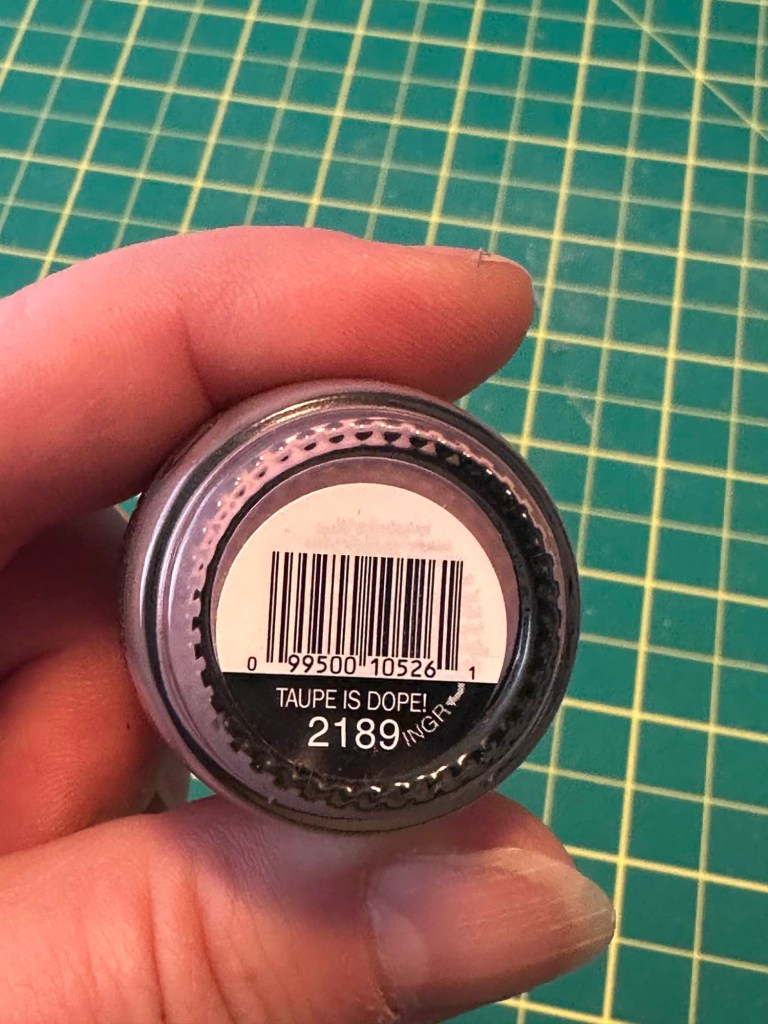 0 99500 10526 1
TAUPE IS DOPE!
2189
INGR